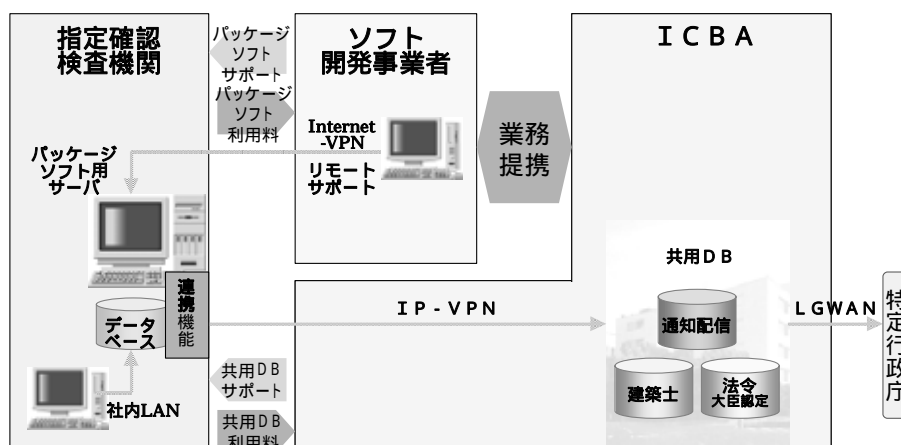 指定確認
検査機関
パッケージ
ソフト
サポート
パッケージ
ソフト
利用料
ソフト
開発事業者
ICBA
Internet
-VPN
リモート
サポート
業務
提携
パッケージ
ソフト用
サーバ
連携機能
データ
ベース
社内LAN
IP-VPN
共用DB
サポート
共用DB
利用料
共用DB
通知配信
建築士
法令
大臣認定
LGWAN
特定行政庁